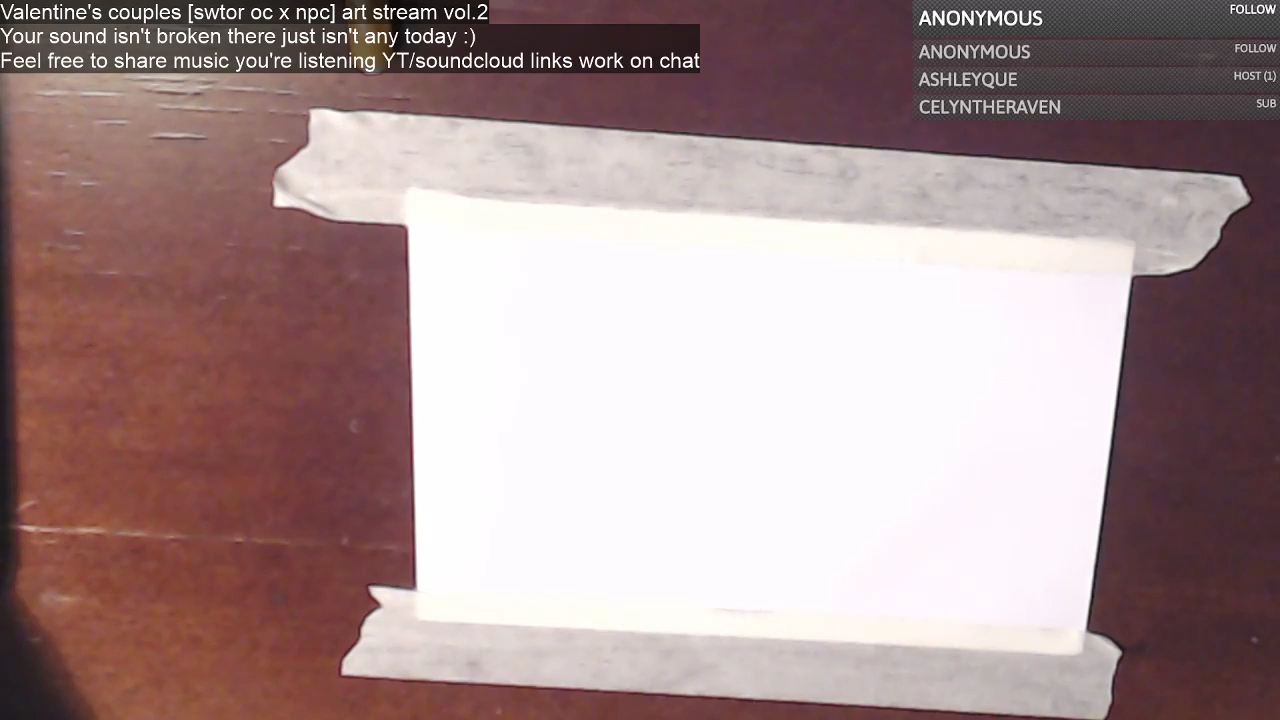 Valentine's couples [swtor oc x npc] art stream vol.2
Your sound isn't broken there just isn't any today :)
Feel free to share music you're listening YT/soundcloud links work on chat
ANONYMOUS FOLLOW
ANONYMOUS FOLLOW
ASHLEYQUE HOST (1)
CELYNTHERAVEN SUB